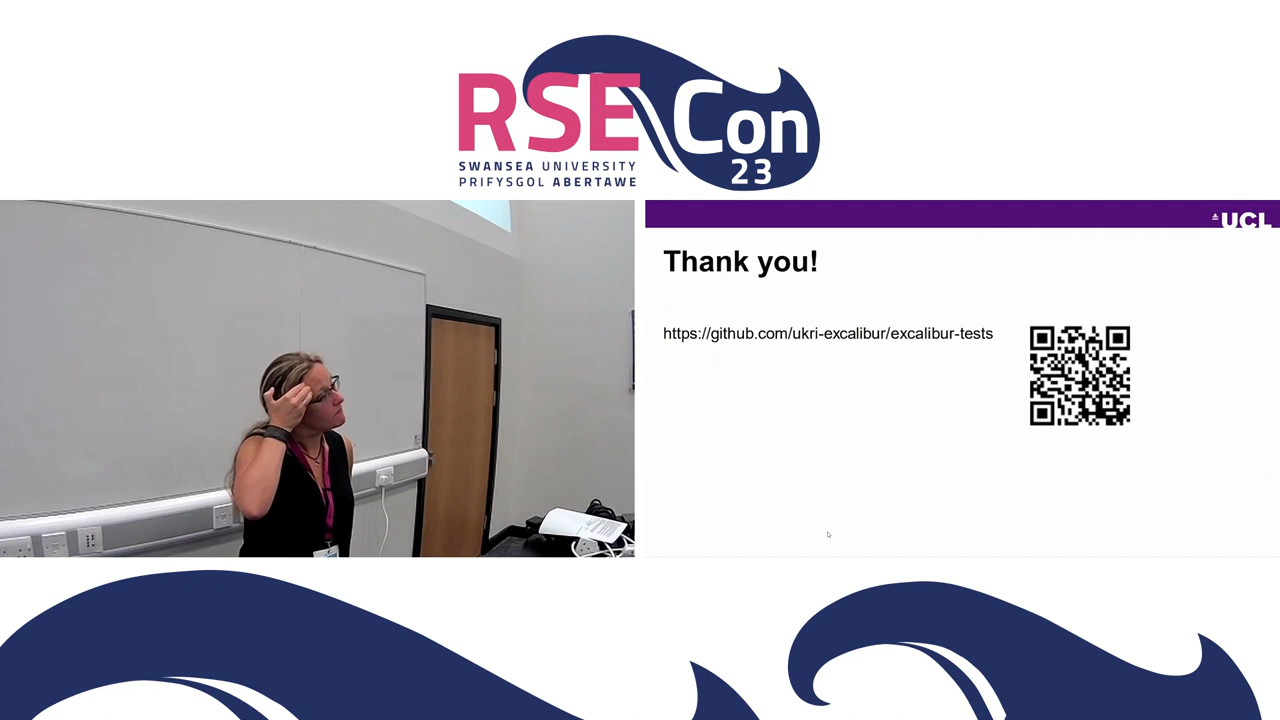 RSE Con
23
SWANSEA UNIVERSITY
PRIFYSGOL ABERTAWE
UCL
Thank you!
https://github.com/ukri-excalibur/excalibur-tests